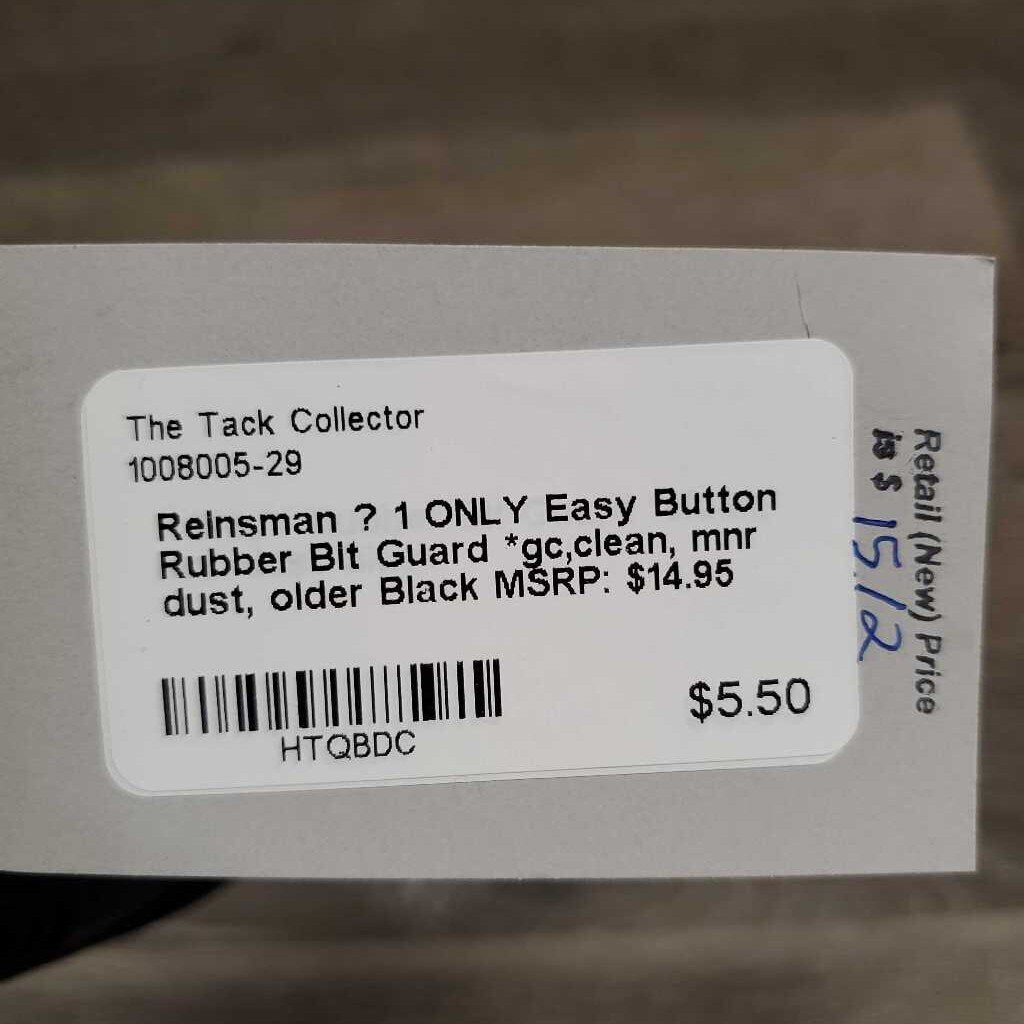 The Tack Collector
1008005-29
Reinsman ? 1 ONLY Easy Button
Rubber Bit Guard *gc,clean, mnr
dust, older Black MSRP: $14.95
HTQBDC
$5.50
Retail (New) Price
is $ 15/2